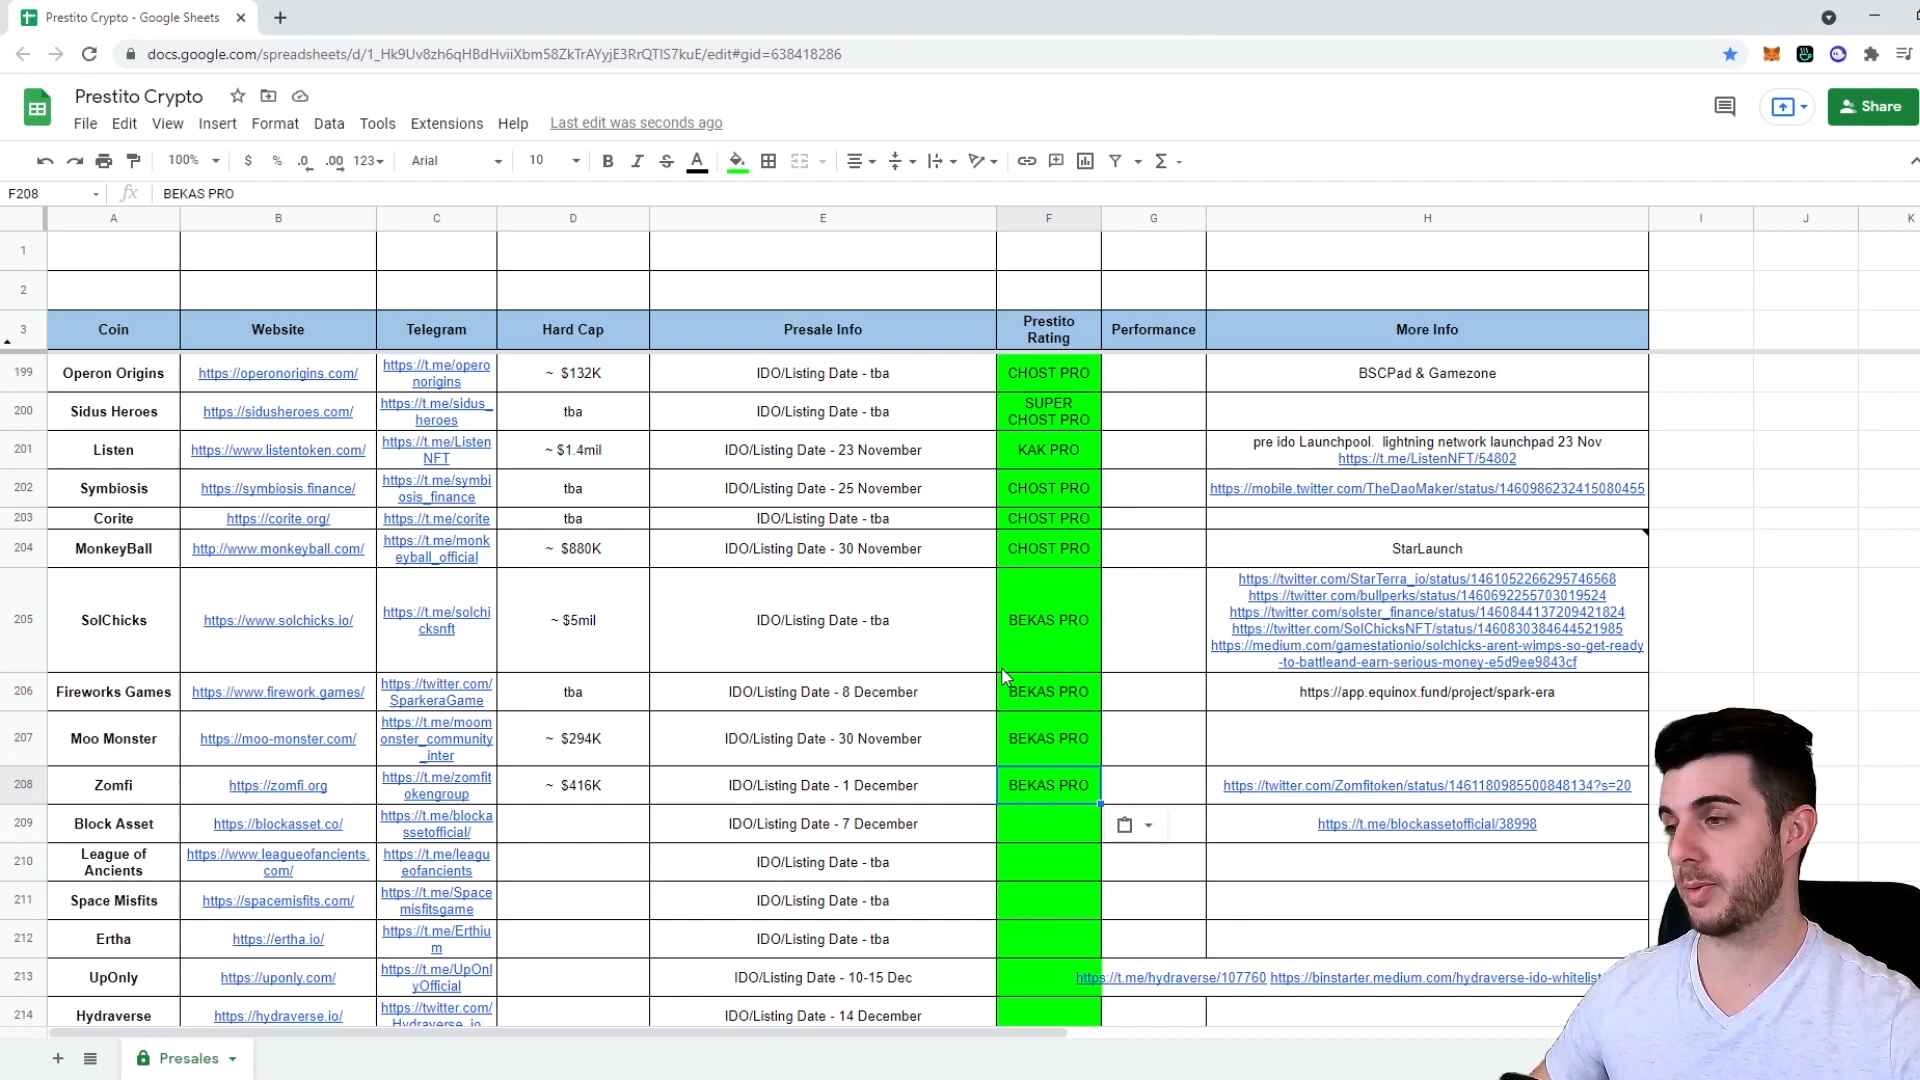 Prestito Crypto - Google Sheets
docs.google.com/spreadsheets/d/1_Hk9Uv8zh6qHBdHviiXbm58ZkTrAYyjE3RrQTlS7kuE/edit#gid=638418286
Prestito Crypto
Share
File Edit View Insert Format Data Tools Extensions Help Last edit was seconds ago
100% $ % .0 .00 123 Arial 10 B I S A
F208 fx BEKAS PRO
A B C D E F G H I J K
1
2
3 Coin Website Telegram Hard Cap Presale Info Prestito Rating Performance More Info
199 Operon Origins https://operonorigins.com/ https://t.me/operonorigins ~ $132K IDO/Listing Date - tba CHOST PRO BSCPad & Gamezone
200 Sidus Heroes https://sidusheroes.com/ https://t.me/sidus_heroes tba IDO/Listing Date - tba SUPER CHOST PRO
201 Listen https://www.listentoken.com/ https://t.me/ListenNFT ~ $1.4mil IDO/Listing Date - 23 November KAK PRO pre ido Launchpool. lightning network launchpad 23 Nov
https://t.me/ListenNFT/54802
202 Symbiosis https://symbiosis.finance/ https://t.me/symbiosis_finance tba IDO/Listing Date - 25 November CHOST PRO https://mobile.twitter.com/TheDaoMaker/status/1460986232415080455
203 Corite https://corite.org/ https://t.me/corite tba IDO/Listing Date - tba CHOST PRO
204 MonkeyBall http://www.monkeyball.com/ https://t.me/monkeyball_official ~ $880K IDO/Listing Date - 30 November CHOST PRO StarLaunch
205 SolChicks https://www.solchicks.io/ https://t.me/solchicksnft ~ $5mil IDO/Listing Date - tba BEKAS PRO https://twitter.com/StarTerra_io/status/1461052266295746568
https://twitter.com/bullperks/status/1460692255703019524
https://twitter.com/solster_finance/status/1460844137209421824
https://twitter.com/SolChicksNFT/status/1460830384644521985
https://medium.com/gamestationio/solchicks-arent-wimps-so-get-ready
-to-battleand-earn-serious-money-e5d9ee9843cf
206 Fireworks Games https://www.firework.games/ https://twitter.com/SparkeraGame tba IDO/Listing Date - 8 December BEKAS PRO https://app.equinox.fund/project/spark-era
207 Moo Monster https://moo-monster.com/ https://t.me/moomonster_community_inter ~ $294K IDO/Listing Date - 30 November BEKAS PRO
208 Zomfi https://zomfi.org https://t.me/zomfitokengroup ~ $416K IDO/Listing Date - 1 December BEKAS PRO https://twitter.com/Zomfitoken/status/1461180985500848134?s=20
209 Block Asset https://blockasset.co/ https://t.me/blockassetofficial/ IDO/Listing Date - 7 December https://t.me/blockassetofficial/38998
210 League of Ancients https://www.leagueofancients.com/ https://t.me/leagueofancients IDO/Listing Date - tba
211 Space Misfits https://spacemisfits.com/ https://t.me/Spacemisfitsgame IDO/Listing Date - tba
212 Ertha https://ertha.io/ https://t.me/Erthium IDO/Listing Date - tba
213 UpOnly https://uponly.com/ https://t.me/UpOnlyOfficial IDO/Listing Date - 10-15 Dec https://t.me/hydraverse/107760 https://binstarter.medium.com/hydraverse-ido-whitelist
214 Hydraverse https://hydraverse.io/ https://twitter.com/Hydraverse_io IDO/Listing Date - 14 December
Presales